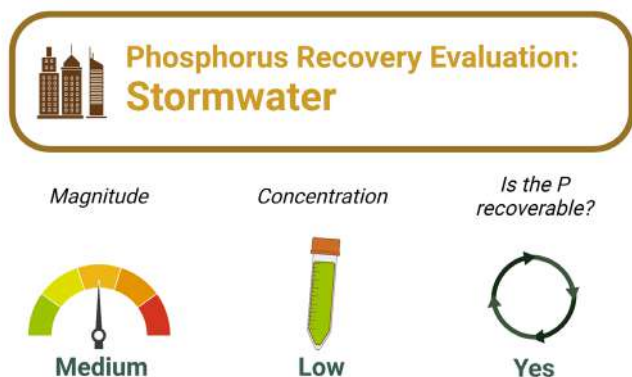 Phosphorus Recovery Evaluation:
Stormwater
Magnitude
Concentration
Is the P
recoverable?
Medium
Low
Yes